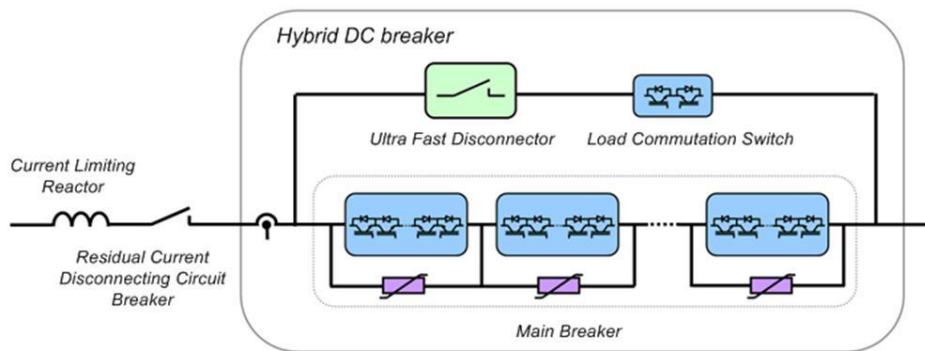 Hybrid DC breaker
Ultra Fast Disconnector
Load Commutation Switch
Current Limiting
Reactor
Residual Current
Disconnecting Circuit
Breaker
Main Breaker